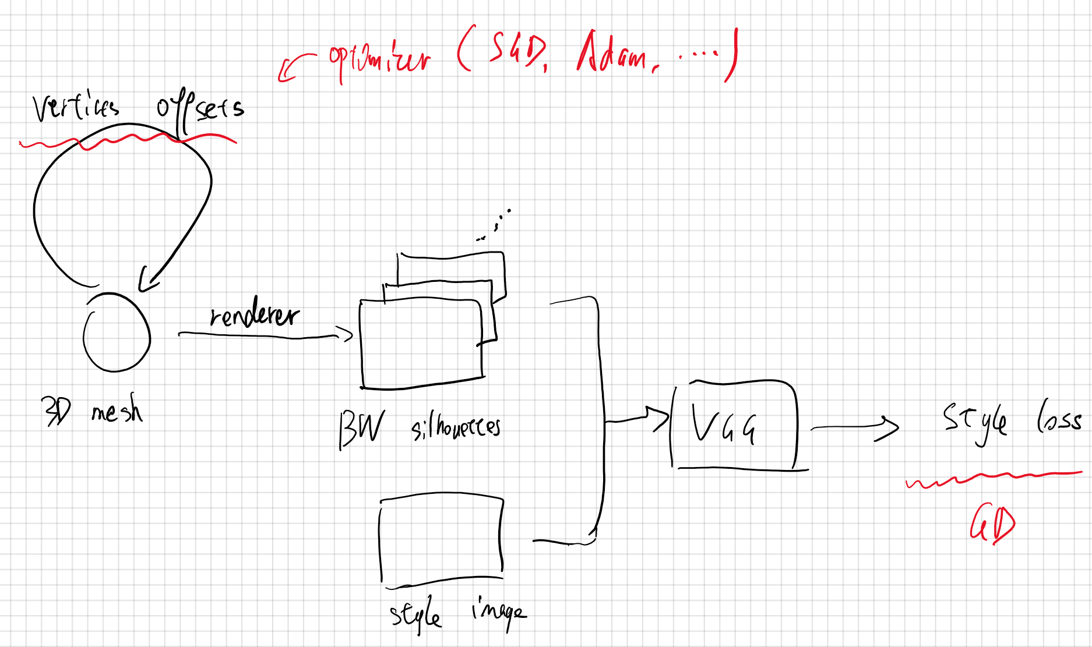 optimizer (SGD, Adam, ....)
vertices offsets
renderer
3D mesh
BW silhouettes
VGG
style loss
GD
style image